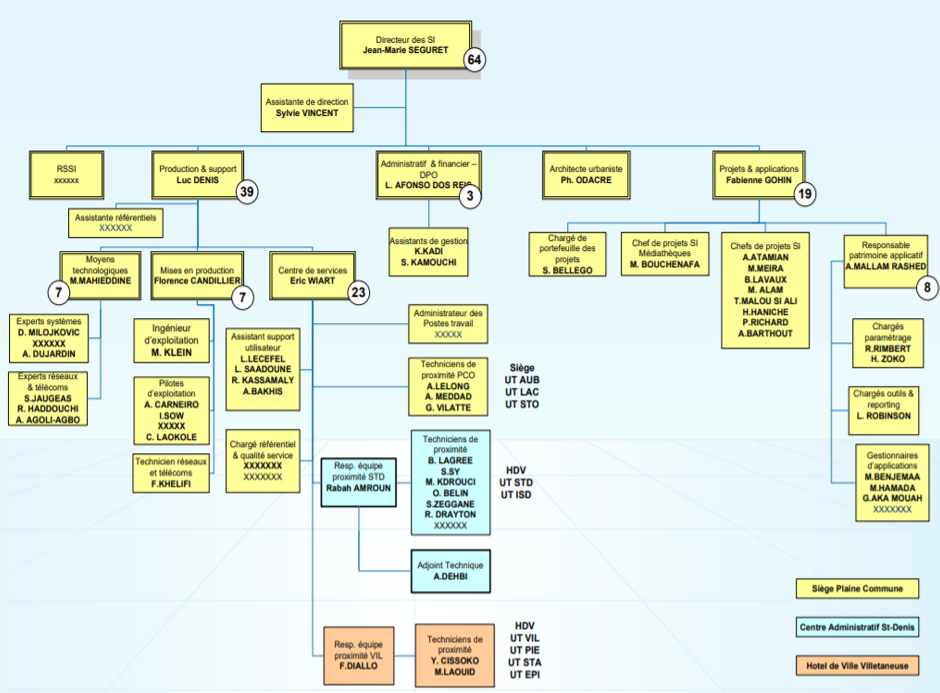 Directeur des SI
Jean-Marie SEGURET
64
Assistante de direction
Sylvie VINCENT
RSSI
xxxxxx
Production & support
Luc DENIS
39
Administratif & financier –
DPO
L. AFONSO DOS REIS
3
Architecte urbaniste
Ph. ODACRE
Projets & applications
Fabienne GOHIN
19
Assistante référentiels
XXXXXX
Assistants de gestion
K.KADI
S. KAMOUCHI
Chargé de
portefeuille des
projets
S. BELLEGO
Chef de projets SI
Médiathèques
M. BOUCHENAFA
Chefs de projets SI
A.ATAMIAN
M.MEIRA
B.LAVAUX
M. ALAM
T.MALOU SI ALI
H.HANICHE
P.RICHARD
A.BARTHOUT
Responsable
patrimoine applicatif
A.MALLAM RASHED
8
Moyens
technologiques
M.MAHIEDDINE
7
Mises en production
Florence CANDILLIER
7
Centre de services
Eric WIART
23
Experts systèmes
D. MILOJKOVIC
XXXXXX
A. DUJARDIN
Experts réseaux
& télécoms
S.JAUGEAS
R. HADDOUCHI
A. AGOLI-AGBO
Ingénieur
d'exploitation
M. KLEIN
Pilotes
d'exploitation
A. CARNEIRO
I.SOW
XXXXX
C. LAOKOLE
Technicien réseaux
et télécoms
F.KHELIFI
Assistant support
utilisateur
L.LECEFEL
L. SAADOUNE
R. KASSAMALY
A.BAKHIS
Chargé référentiel
& qualité service
XXXXXXX
XXXXXXX
Administrateur des
Postes travail
XXXXX
Techniciens de
proximité PCO
A.LELONG
A. MEDDAD
G. VILATTE
Siège
UT AUB
UT LAC
UT STO
Resp. équipe
proximité STD
Rabah AMROUN
Techniciens de
proximité
B. LAGREE
S.SY
M. KDROUCI
O. BELIN
S.ZEGGANE
R. DRAYTON
XXXXXX
HDV
UT STD
UT ISD
Adjoint Technique
A.DEHBI
Resp. équipe
proximité VIL
F.DIALLO
Techniciens de
proximité
Y. CISSOKO
M.LAOUID
HDV
UT VIL
UT PIE
UT STA
UT EPI
Chargés
paramétrage
R.RIMBERT
H. ZOKO
Chargés outils &
reporting
L. ROBINSON
Gestionnaires
d'applications
M.BENJEMAA
M.HAMADA
G.AKA MOUAH
XXXXXXX
Siège Plaine Commune
Centre Administratif St-Denis
Hotel de Ville Villetaneuse